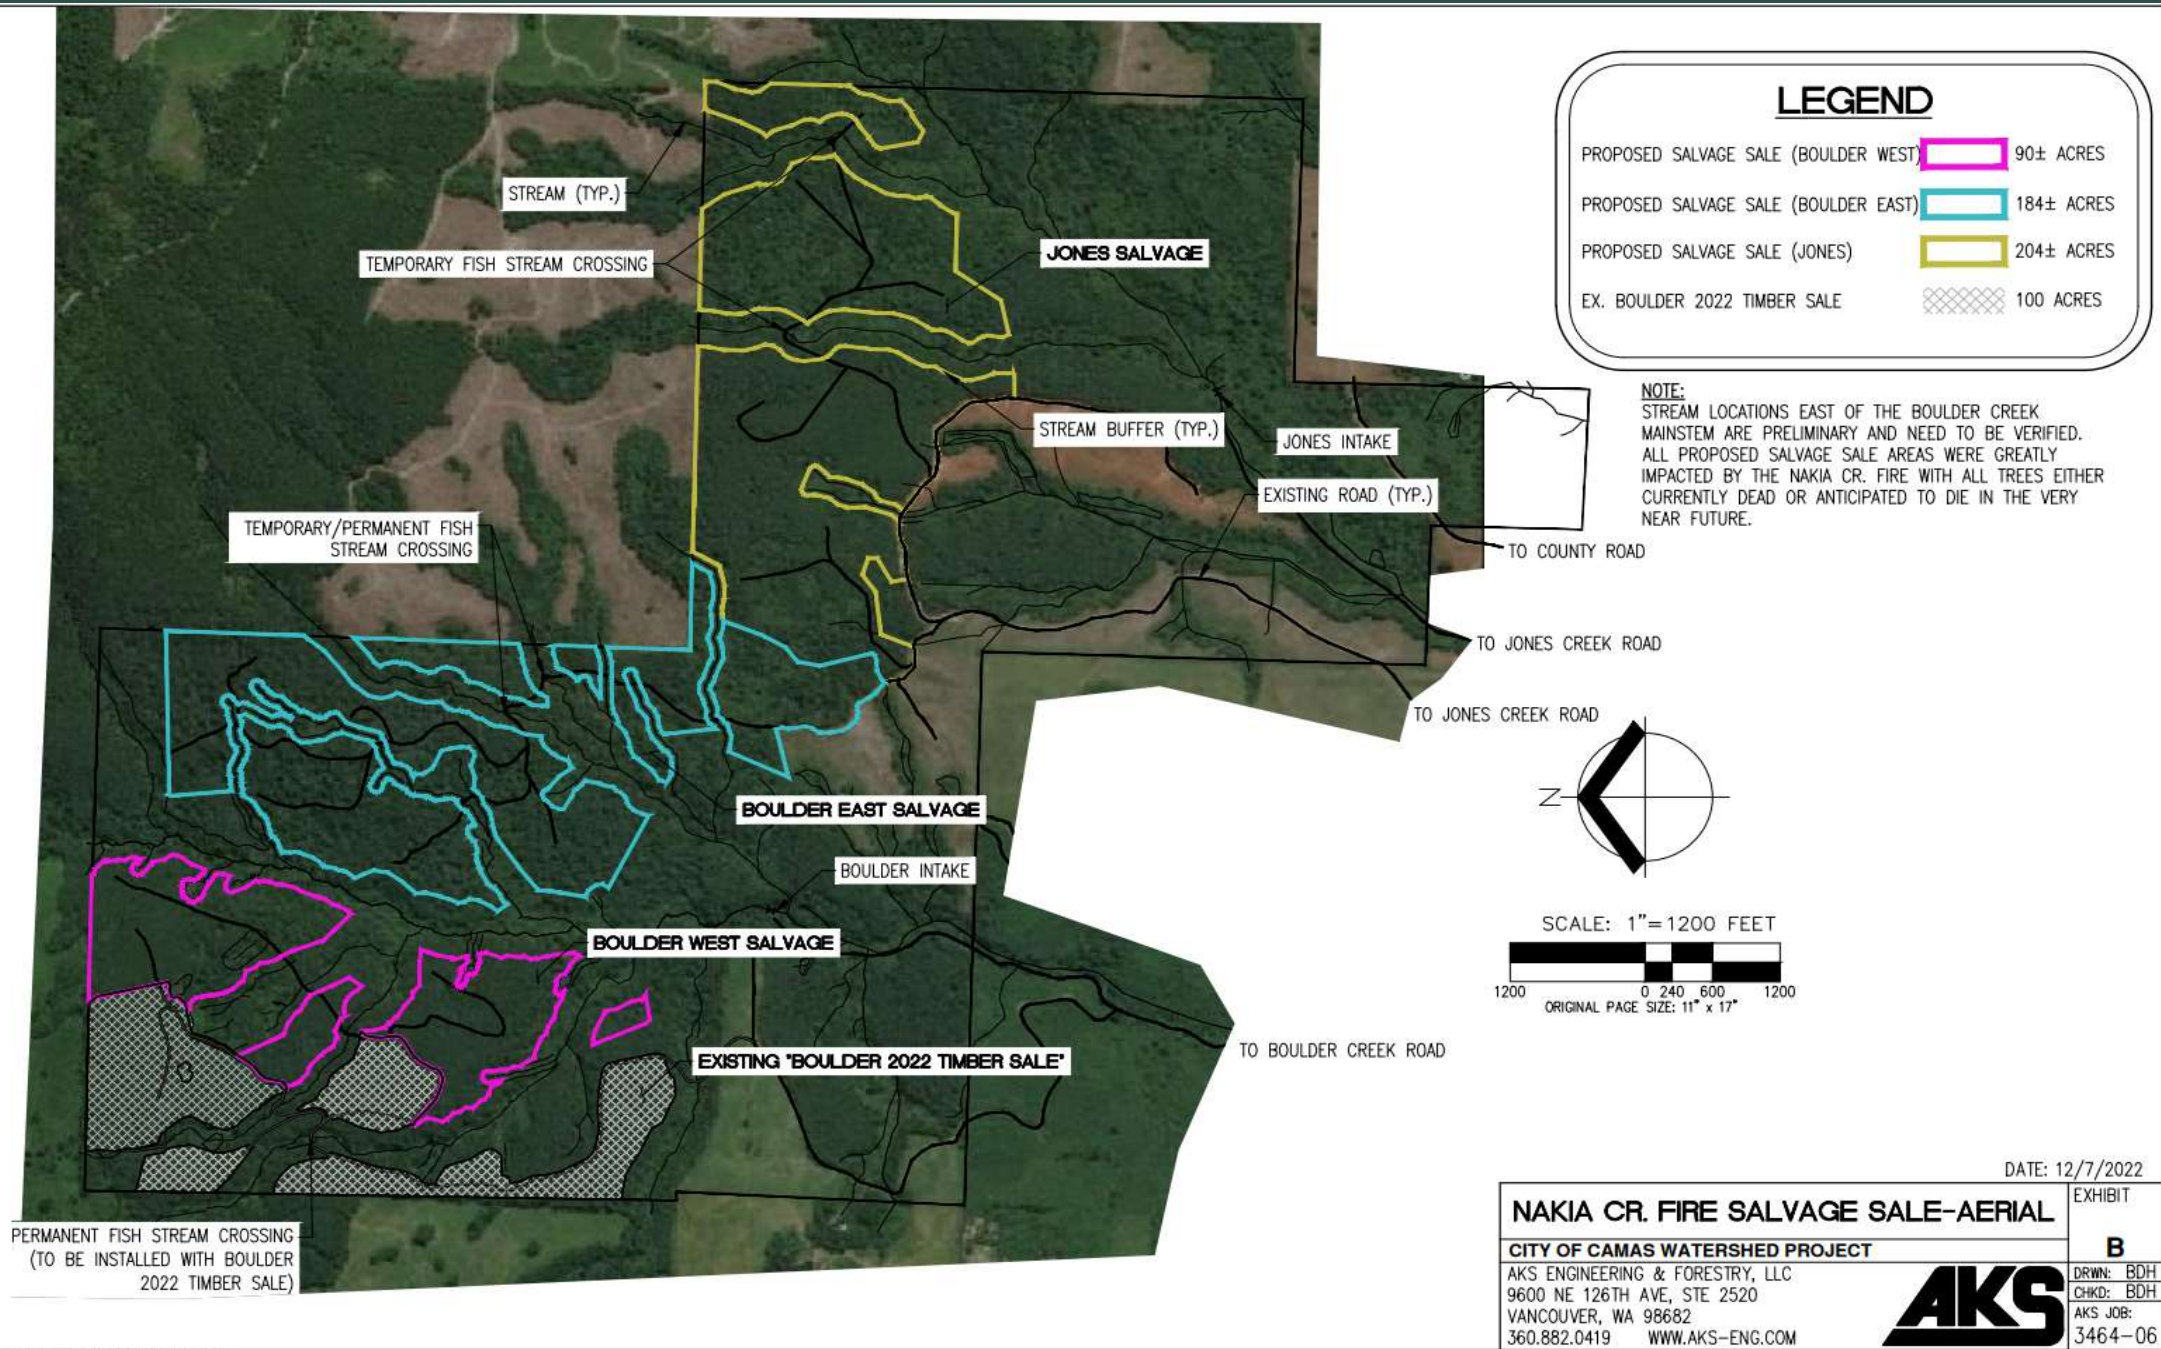 LEGEND
PROPOSED SALVAGE SALE (BOULDER WEST) 90± ACRES
PROPOSED SALVAGE SALE (BOULDER EAST) 184± ACRES
PROPOSED SALVAGE SALE (JONES) 204± ACRES
EX. BOULDER 2022 TIMBER SALE 100 ACRES
STREAM (TYP.)
TEMPORARY FISH STREAM CROSSING
JONES SALVAGE
NOTE:
STREAM LOCATIONS EAST OF THE BOULDER CREEK
MAINSTEM ARE PRELIMINARY AND NEED TO BE VERIFIED.
ALL PROPOSED SALVAGE SALE AREAS WERE GREATLY
IMPACTED BY THE NAKIA CR. FIRE WITH ALL TREES EITHER
CURRENTLY DEAD OR ANTICIPATED TO DIE IN THE VERY
NEAR FUTURE.
STREAM BUFFER (TYP.)
JONES INTAKE
EXISTING ROAD (TYP.)
TEMPORARY/PERMANENT FISH
STREAM CROSSING
TO COUNTY ROAD
TO JONES CREEK ROAD
TO JONES CREEK ROAD
N
BOULDER EAST SALVAGE
BOULDER INTAKE
BOULDER WEST SALVAGE
SCALE: 1"=1200 FEET
1200 0 240 600 1200
ORIGINAL PAGE SIZE: 11" x 17"
TO BOULDER CREEK ROAD
EXISTING "BOULDER 2022 TIMBER SALE"
PERMANENT FISH STREAM CROSSING
(TO BE INSTALLED WITH BOULDER
2022 TIMBER SALE)
DATE: 12/7/2022
NAKIA CR. FIRE SALVAGE SALE-AERIAL
EXHIBIT
B
CITY OF CAMAS WATERSHED PROJECT
AKS ENGINEERING & FORESTRY, LLC
9600 NE 126TH AVE, STE 2520
VANCOUVER, WA 98682
360.882.0419 WWW.AKS-ENG.COM
AKS
DRWN: BDH
CHKD: BDH
AKS JOB:
3464-06